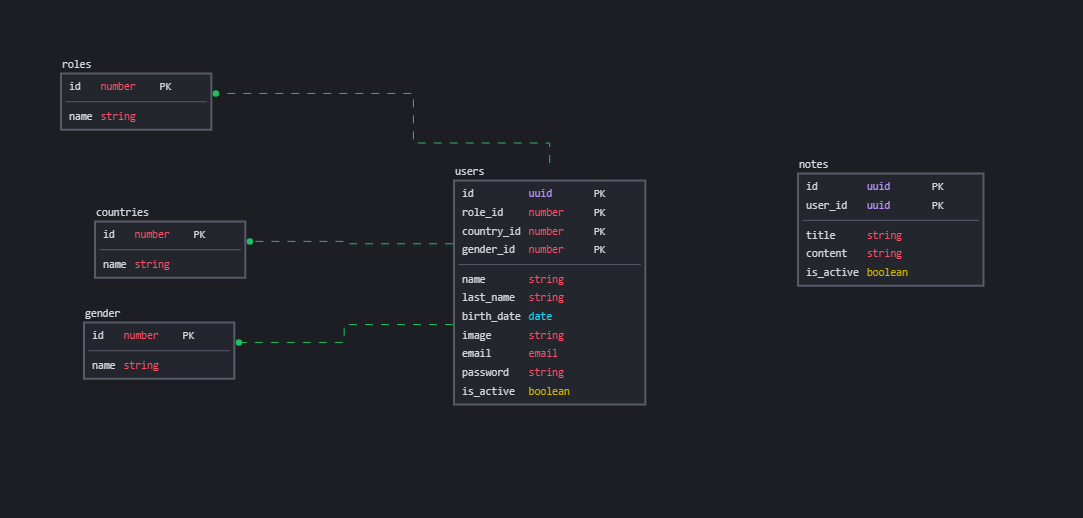 roles
id number PK
name string
countries
id number PK
name string
gender
id number PK
name string
users
id uuid PK
role_id number PK
country_id number PK
gender_id number PK
name string
last_name string
birth_date date
image string
email email
password string
is_active boolean
notes
id uuid PK
user_id uuid PK
title string
content string
is_active boolean